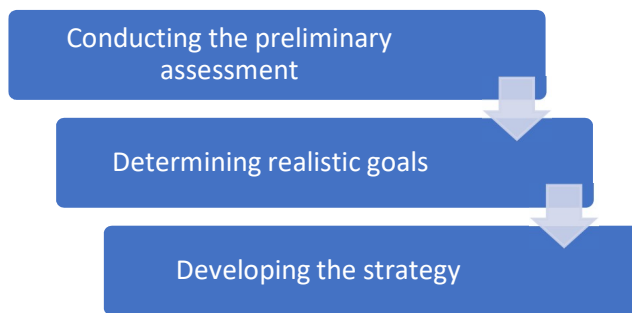 Conducting the preliminary
assessment
Determining realistic goals
Developing the strategy